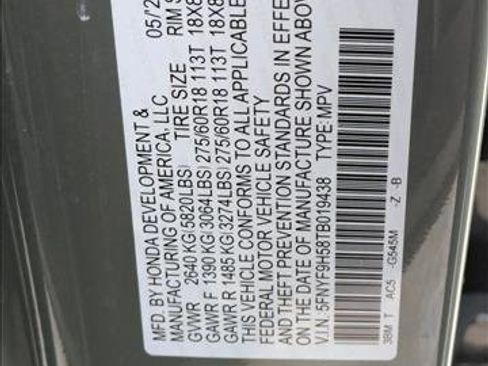 MFD. BY HONDA DEVELOPMENT & 05/2
MANUFACTURING OF AMERICA, LLC
GVWR 2640 KG(5820LBS) TIRE SIZE RIM S
GAWR F 1390 KG(3064LBS) 275/60R18 113T 18X8
GAWR R 1485 KG(3274LBS) 275/60R18 113T 18X8
THIS VEHICLE CONFORMS TO ALL APPLICABLE
FEDERAL MOTOR VEHICLE SAFETY
AND THEFT PREVENTION STANDARDS IN EFFE
ON THE DATE OF MANUFACTURE SHOWN ABOV
V.I.N. 5FNYF9H58TB019438 TYPE: MPV
3BM T AC5 -G545M -Z -B